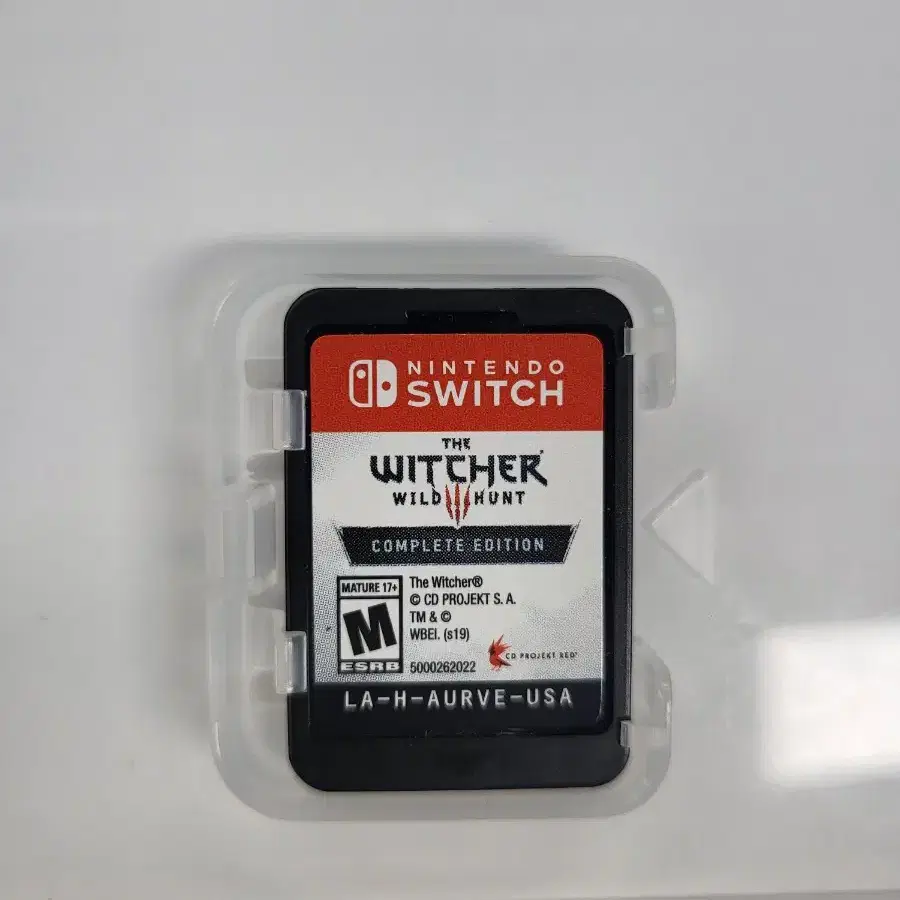 NINTENDO
SWITCH
THE
WITCHER
WILD III HUNT
COMPLETE EDITION
MATURE 17+
M
ESRB
The Witcher®
© CD PROJEKT S. A.
TM & ©
WBEI. (s19)
5000262022
CD PROJEKT RED®
LA-H-AURVE-USA